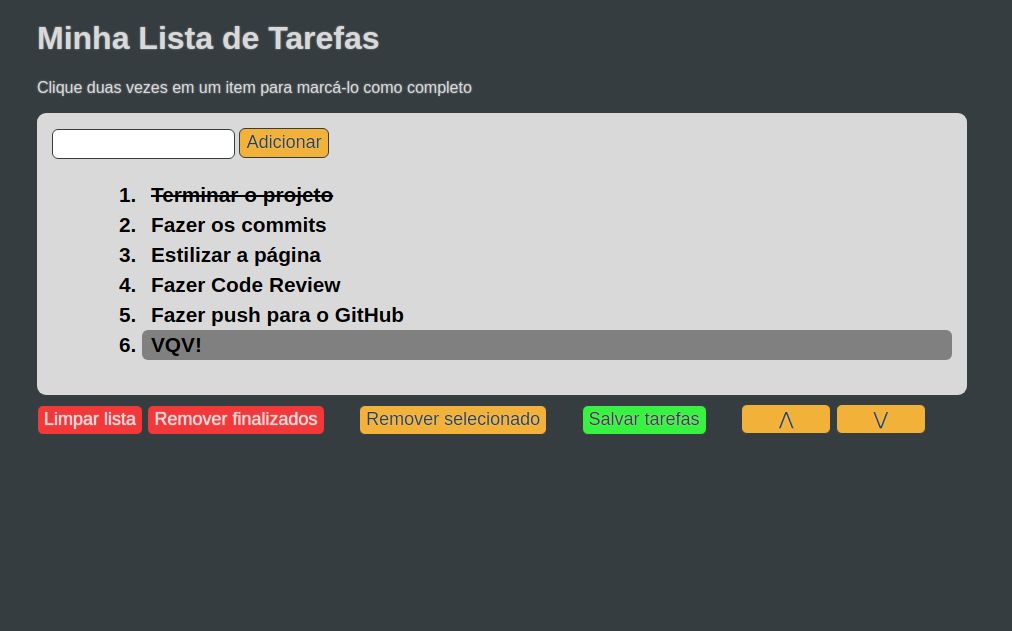 Minha Lista de Tarefas
Clique duas vezes em um item para marcá-lo como completo
Adicionar
1. Terminar o projeto
2. Fazer os commits
3. Estilizar a página
4. Fazer Code Review
5. Fazer push para o GitHub
6. VQV!
Limpar lista Remover finalizados Remover selecionado Salvar tarefas ⋀ ⋁